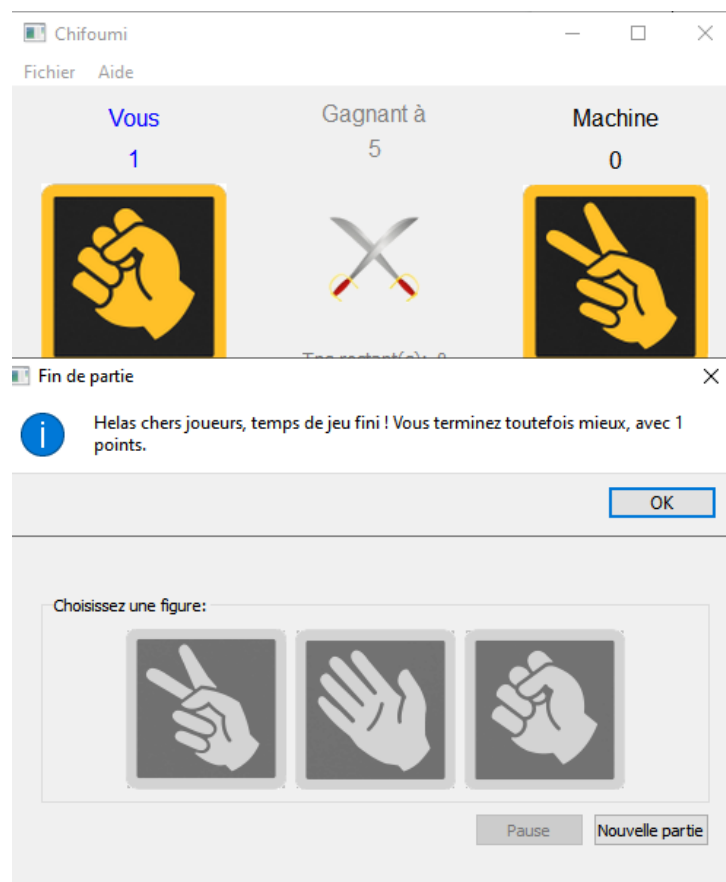 Chifoumi
Fichier Aide
Vous Gagnant à Machine
1 5 0
Fin de partie
Helas chers joueurs, temps de jeu fini ! Vous terminez toutefois mieux, avec 1
points.
OK
Choisissez une figure:
Pause Nouvelle partie